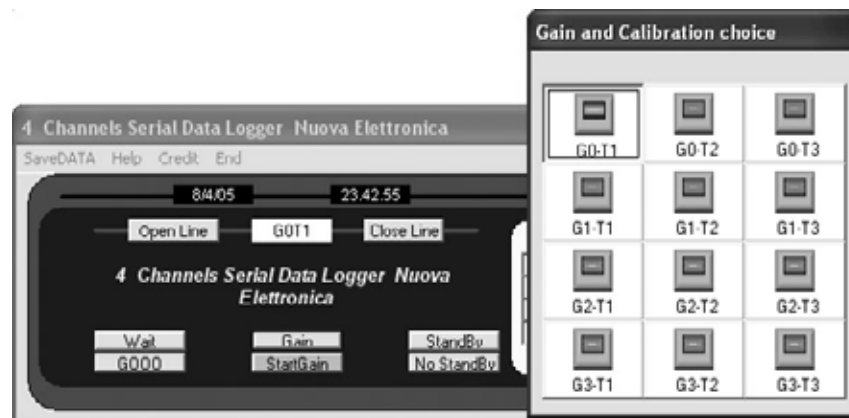 Gain and Calibration choice
G0-T1 G0-T2 G0-T3
G1-T1 G1-T2 G1-T3
G2-T1 G2-T2 G2-T3
G3-T1 G3-T2 G3-T3
4 Channels Serial Data Logger Nuova Elettronica
SaveDATA Help Credit End
8/4/05 23.42.55
Open Line G0T1 Close Line
4 Channels Serial Data Logger Nuova
Elettronica
Wait Gain StandBy
GOOO StartGain No StandBy